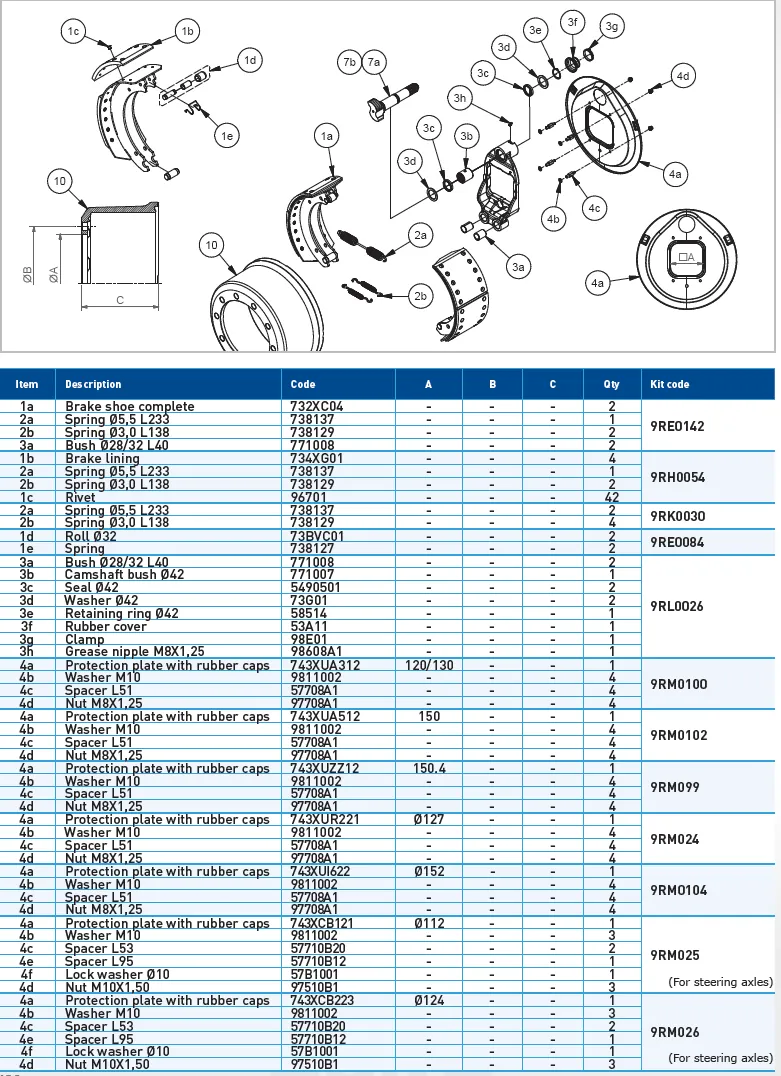 1c
1b
1d
1e
7b
7a
3c
3d
3e
3f
3g
3h
4d
1a
3c
3b
3d
4a
4b
4c
10
ØB
ØA
C
10
2a
2b
3a
4a
□A
Item Description Code A B C Qty Kit code
1a Brake shoe complete 732XC04 - - - 2
2a Spring Ø5,5 L233 738137 - - - 1
2b Spring Ø3,0 L138 738129 - - - 2
3a Bush Ø28/32 L40 771008 - - - 2
9RE0142
1b Brake lining 734XG01 - - - 4
2a Spring Ø5,5 L233 738137 - - - 1
2b Spring Ø3,0 L138 738129 - - - 2
1c Rivet 96701 - - - 42
9RH0054
2a Spring Ø5,5 L233 738137 - - - 2
2b Spring Ø3,0 L138 738129 - - - 4
9RK0030
1d Roll Ø32 73BVC01 - - - 2
1e Spring 738127 - - - 2
9RE0084
3a Bush Ø28/32 L40 771008 - - - 2
3b Camshaft bush Ø42 771007 - - - 1
3c Seal Ø42 5490501 - - - 2
3d Washer Ø42 73G01 - - - 2
3e Retaining ring Ø42 58514 - - - 1
3f Rubber cover 53A11 - - - 1
3g Clamp 98E01 - - - 1
3h Grease nipple M8X1,25 98608A1 - - - 1
9RL0026
4a Protection plate with rubber caps 743XUA312 120/130 - - 1
4b Washer M10 9811002 - - - 4
4c Spacer L51 57708A1 - - - 4
4d Nut M8X1,25 97708A1 - - - 4
9RM0100
4a Protection plate with rubber caps 743XUA512 150 - - 1
4b Washer M10 9811002 - - - 4
4c Spacer L51 57708A1 - - - 4
4d Nut M8X1,25 97708A1 - - - 4
9RM0102
4a Protection plate with rubber caps 743XUZZ12 150.4 - - 1
4b Washer M10 9811002 - - - 4
4c Spacer L51 57708A1 - - - 4
4d Nut M8X1,25 97708A1 - - - 4
9RM099
4a Protection plate with rubber caps 743XUR221 Ø127 - - 1
4b Washer M10 9811002 - - - 4
4c Spacer L51 57708A1 - - - 4
4d Nut M8X1,25 97708A1 - - - 4
9RM024
4a Protection plate with rubber caps 743XUI622 Ø152 - - 1
4b Washer M10 9811002 - - - 4
4c Spacer L51 57708A1 - - - 4
4d Nut M8X1,25 97708A1 - - - 4
9RM0104
4a Protection plate with rubber caps 743XCB121 Ø112 - - 1
4b Washer M10 9811002 - - - 3
4c Spacer L53 57710B20 - - - 2
4e Spacer L95 57710B12 - - - 1
4f Lock washer Ø10 57B1001 - - - 1
4d Nut M10X1,50 97510B1 - - - 3
9RM025
(For steering axles)
4a Protection plate with rubber caps 743XCB223 Ø124 - - 1
4b Washer M10 9811002 - - - 3
4c Spacer L53 57710B20 - - - 2
4e Spacer L95 57710B12 - - - 1
4f Lock washer Ø10 57B1001 - - - 1
4d Nut M10X1,50 97510B1 - - - 3
9RM026
(For steering axles)